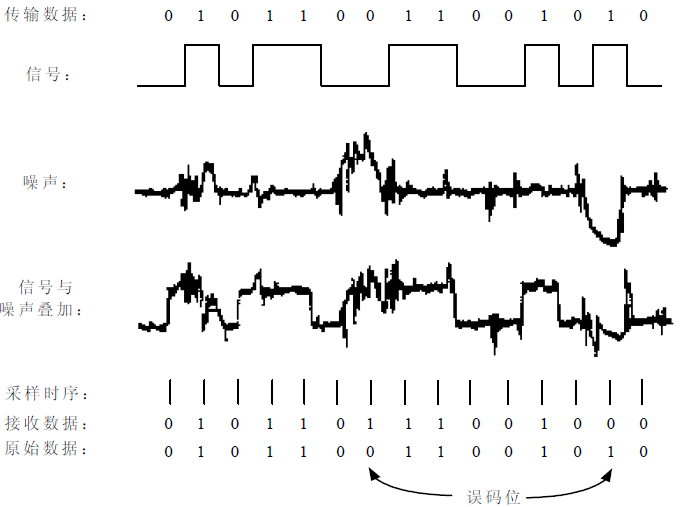 传输数据： 0 1 0 1 1 0 0 1 1 0 0 1 0 1 0
信号：
噪声：
信号与
噪声叠加：
采样时序：
接收数据： 0 1 0 1 1 0 1 1 1 0 0 1 0 0 0
原始数据： 0 1 0 1 1 0 0 1 1 0 0 1 0 1 0
误码位